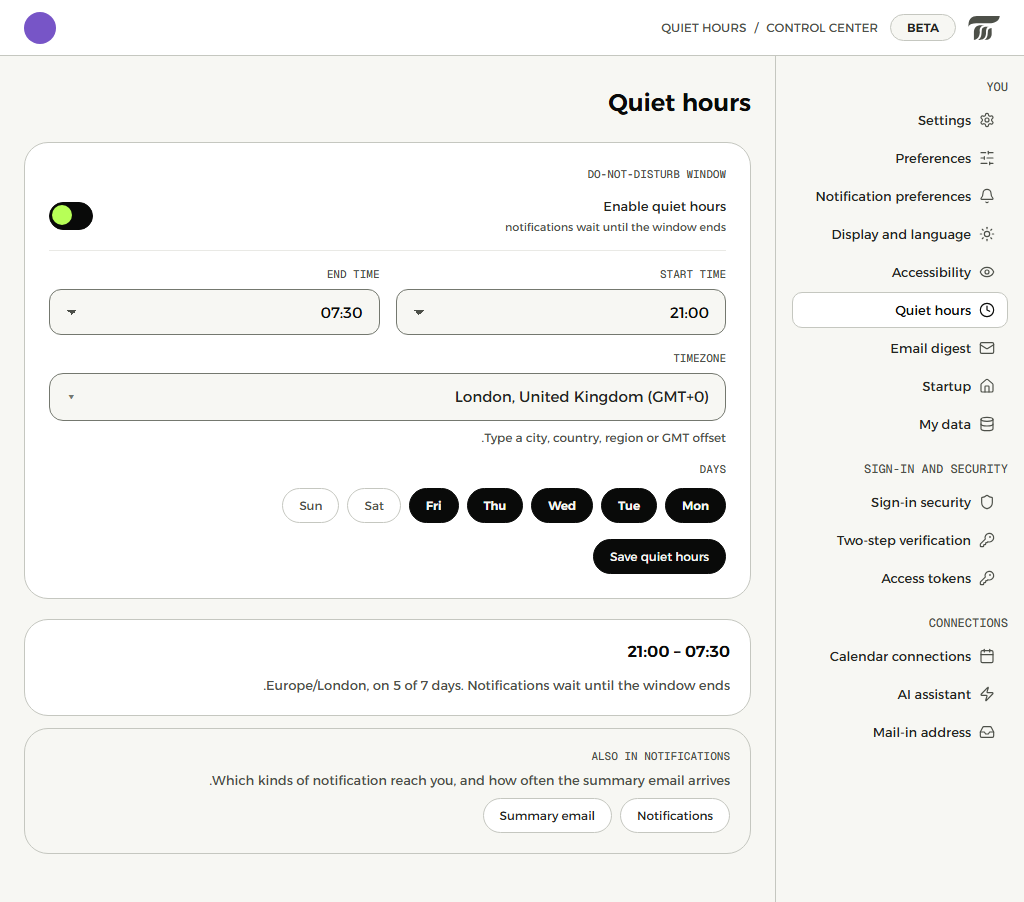 QUIET HOURS / CONTROL CENTER
BETA
YOU
Settings
Preferences
Notification preferences
Display and language
Accessibility
Quiet hours
Email digest
Startup
My data
SIGN-IN AND SECURITY
Sign-in security
Two-step verification
Access tokens
CONNECTIONS
Calendar connections
AI assistant
Mail-in address
Quiet hours
DO-NOT-DISTURB WINDOW
Enable quiet hours
notifications wait until the window ends
START TIME
21:00
END TIME
07:30
TIMEZONE
London, United Kingdom (GMT+0)
.Type a city, country, region or GMT offset
DAYS
Mon
Tue
Wed
Thu
Fri
Sat
Sun
Save quiet hours
21:00 – 07:30
.Europe/London, on 5 of 7 days. Notifications wait until the window ends
ALSO IN NOTIFICATIONS
.Which kinds of notification reach you, and how often the summary email arrives
Notifications
Summary email